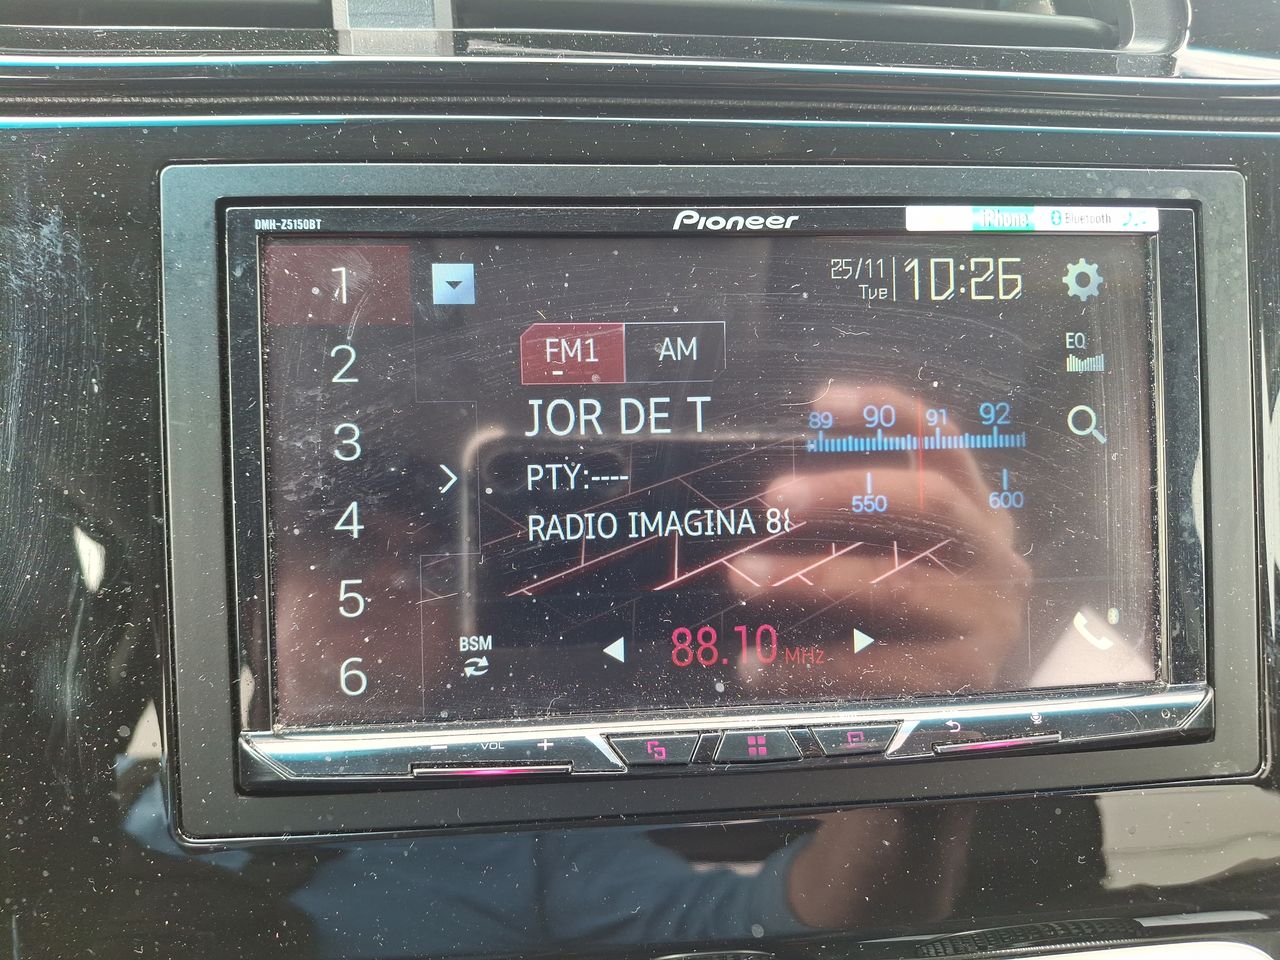 DMH-Z5150BT
Pioneer
iPhone
Bluetooth
25/11
Tue
10:26
1
2
3
4
5
6
EQ
FM1
AM
JOR DE T
PTY:----
RADIO IMAGINA 88
89 90 91 92
550 600
BSM
88.10 MHz
VOL